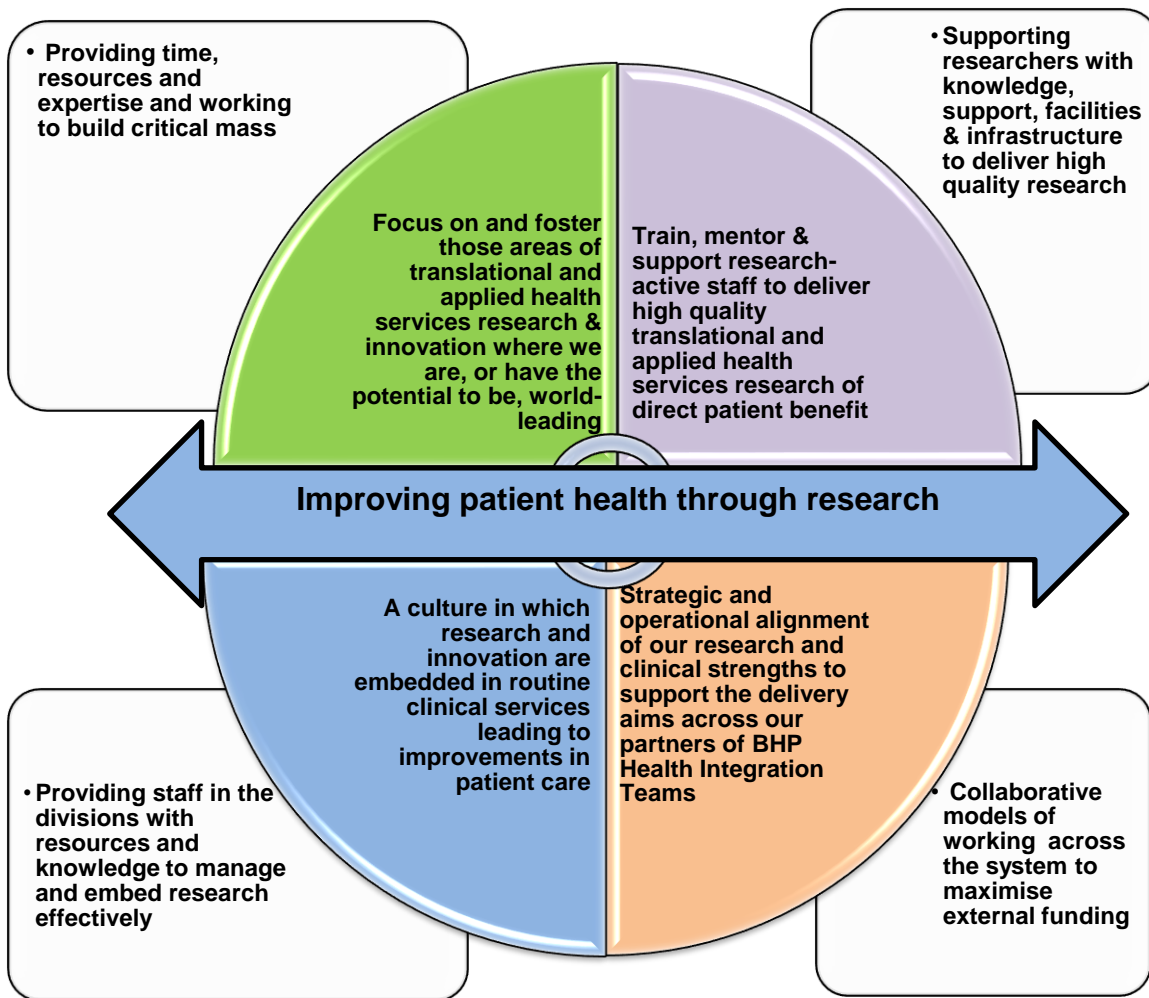 • Providing time,
resources and
expertise and working
to build critical mass
• Supporting
researchers with
knowledge,
support, facilities
& infrastructure
to deliver high
quality research
Focus on and foster
those areas of
translational and
applied health
services research &
innovation where we
are, or have the
potential to be, world-
leading
Train, mentor &
support research-
active staff to deliver
high quality
translational and
applied health
services research of
direct patient benefit
Improving patient health through research
A culture in which
research and
innovation are
embedded in routine
clinical services
leading to
improvements in
patient care
Strategic and
operational alignment
of our research and
clinical strengths to
support the delivery
aims across our
partners of BHP
Health Integration
Teams
• Providing staff in the
divisions with
resources and
knowledge to manage
and embed research
effectively
• Collaborative
models of
working across
the system to
maximise
external funding